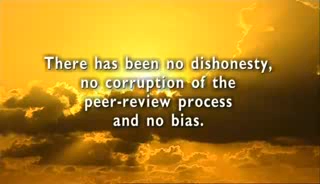 There has been no dishonesty,
no corruption of the
peer-review process
and no bias.